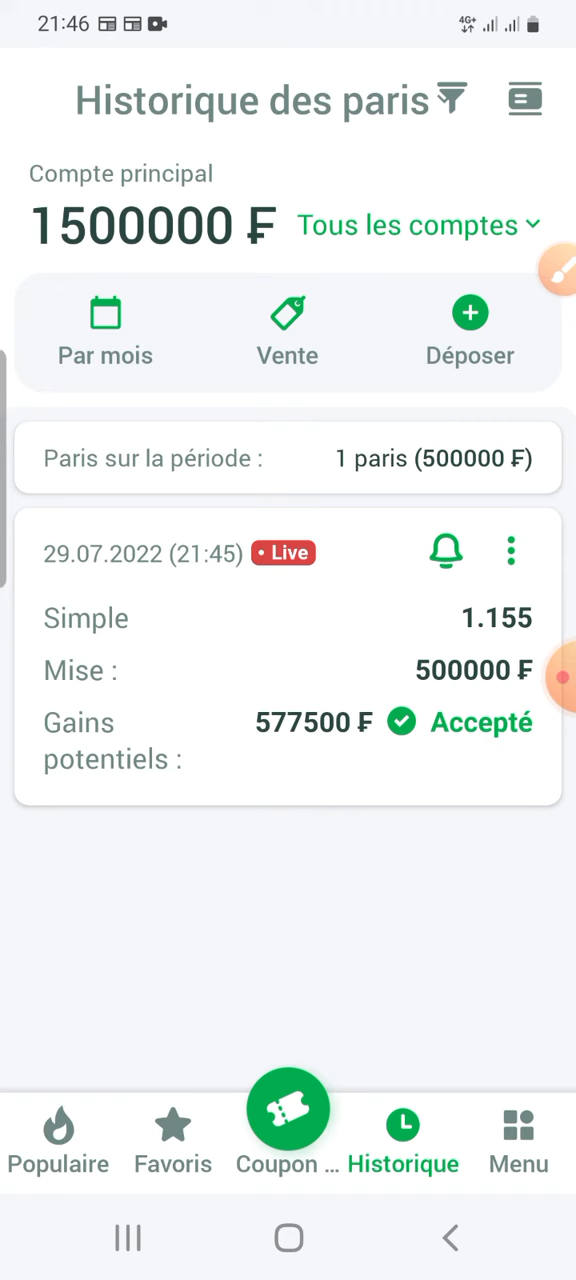 21:46 4G+
Historique des paris
Compte principal
1500000 ₣ Tous les comptes
Par mois Vente Déposer
Paris sur la période : 1 paris (500000 ₣)
29.07.2022 (21:45) • Live
Simple 1.155
Mise : 500000 ₣
Gains potentiels : 577500 ₣ Accepté
Populaire Favoris Coupon ... Historique Menu